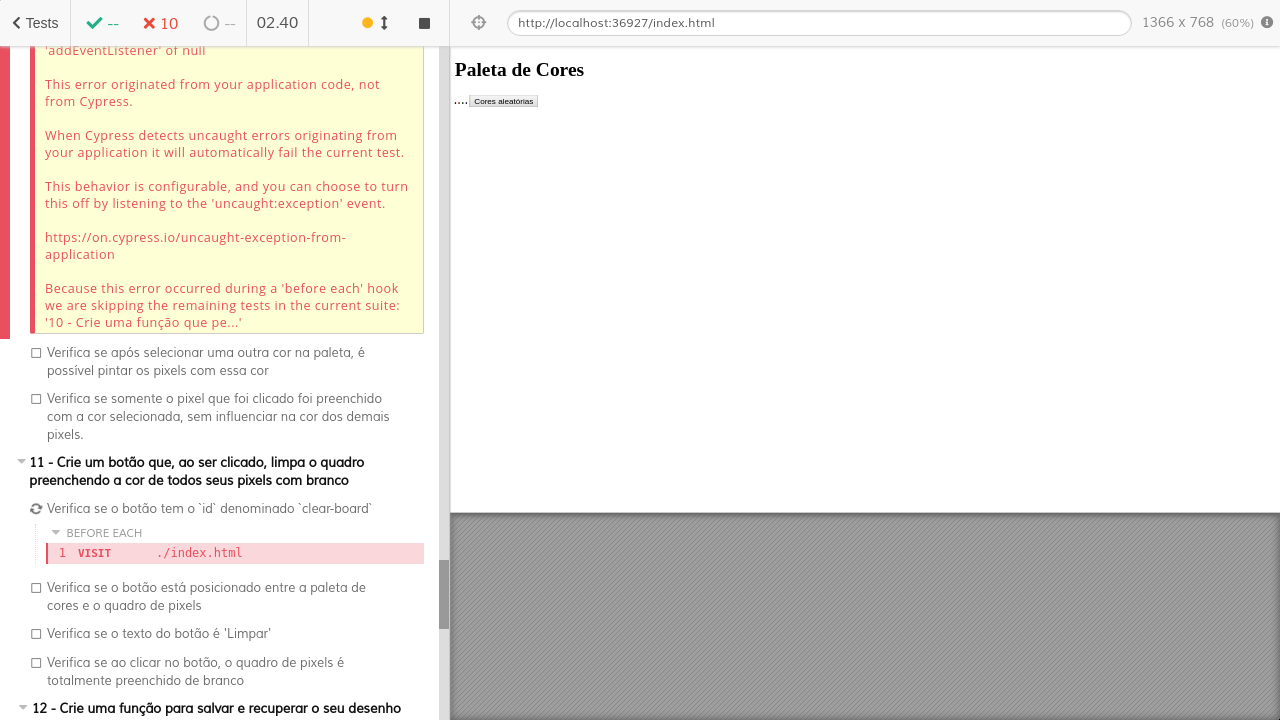 Tests
--
10
--
02.40
http://localhost:36927/index.html
1366 x 768 (60%)
'addEventListener' of null
This error originated from your application code, not
from Cypress.
When Cypress detects uncaught errors originating from
your application it will automatically fail the current test.
This behavior is configurable, and you can choose to turn
this off by listening to the 'uncaught:exception' event.
https://on.cypress.io/uncaught-exception-from-
application
Because this error occurred during a 'before each' hook
we are skipping the remaining tests in the current suite:
'10 - Crie uma função que pe...'
Verifica se após selecionar uma outra cor na paleta, é
possível pintar os pixels com essa cor
Verifica se somente o pixel que foi clicado foi preenchido
com a cor selecionada, sem influenciar na cor dos demais
pixels.
11 - Crie um botão que, ao ser clicado, limpa o quadro
preenchendo a cor de todos seus pixels com branco
Verifica se o botão tem o `id` denominado `clear-board`
BEFORE EACH
1 VISIT ./index.html
Verifica se o botão está posicionado entre a paleta de
cores e o quadro de pixels
Verifica se o texto do botão é 'Limpar'
Verifica se ao clicar no botão, o quadro de pixels é
totalmente preenchido de branco
12 - Crie uma função para salvar e recuperar o seu desenho
Paleta de Cores
....
Cores aleatórias